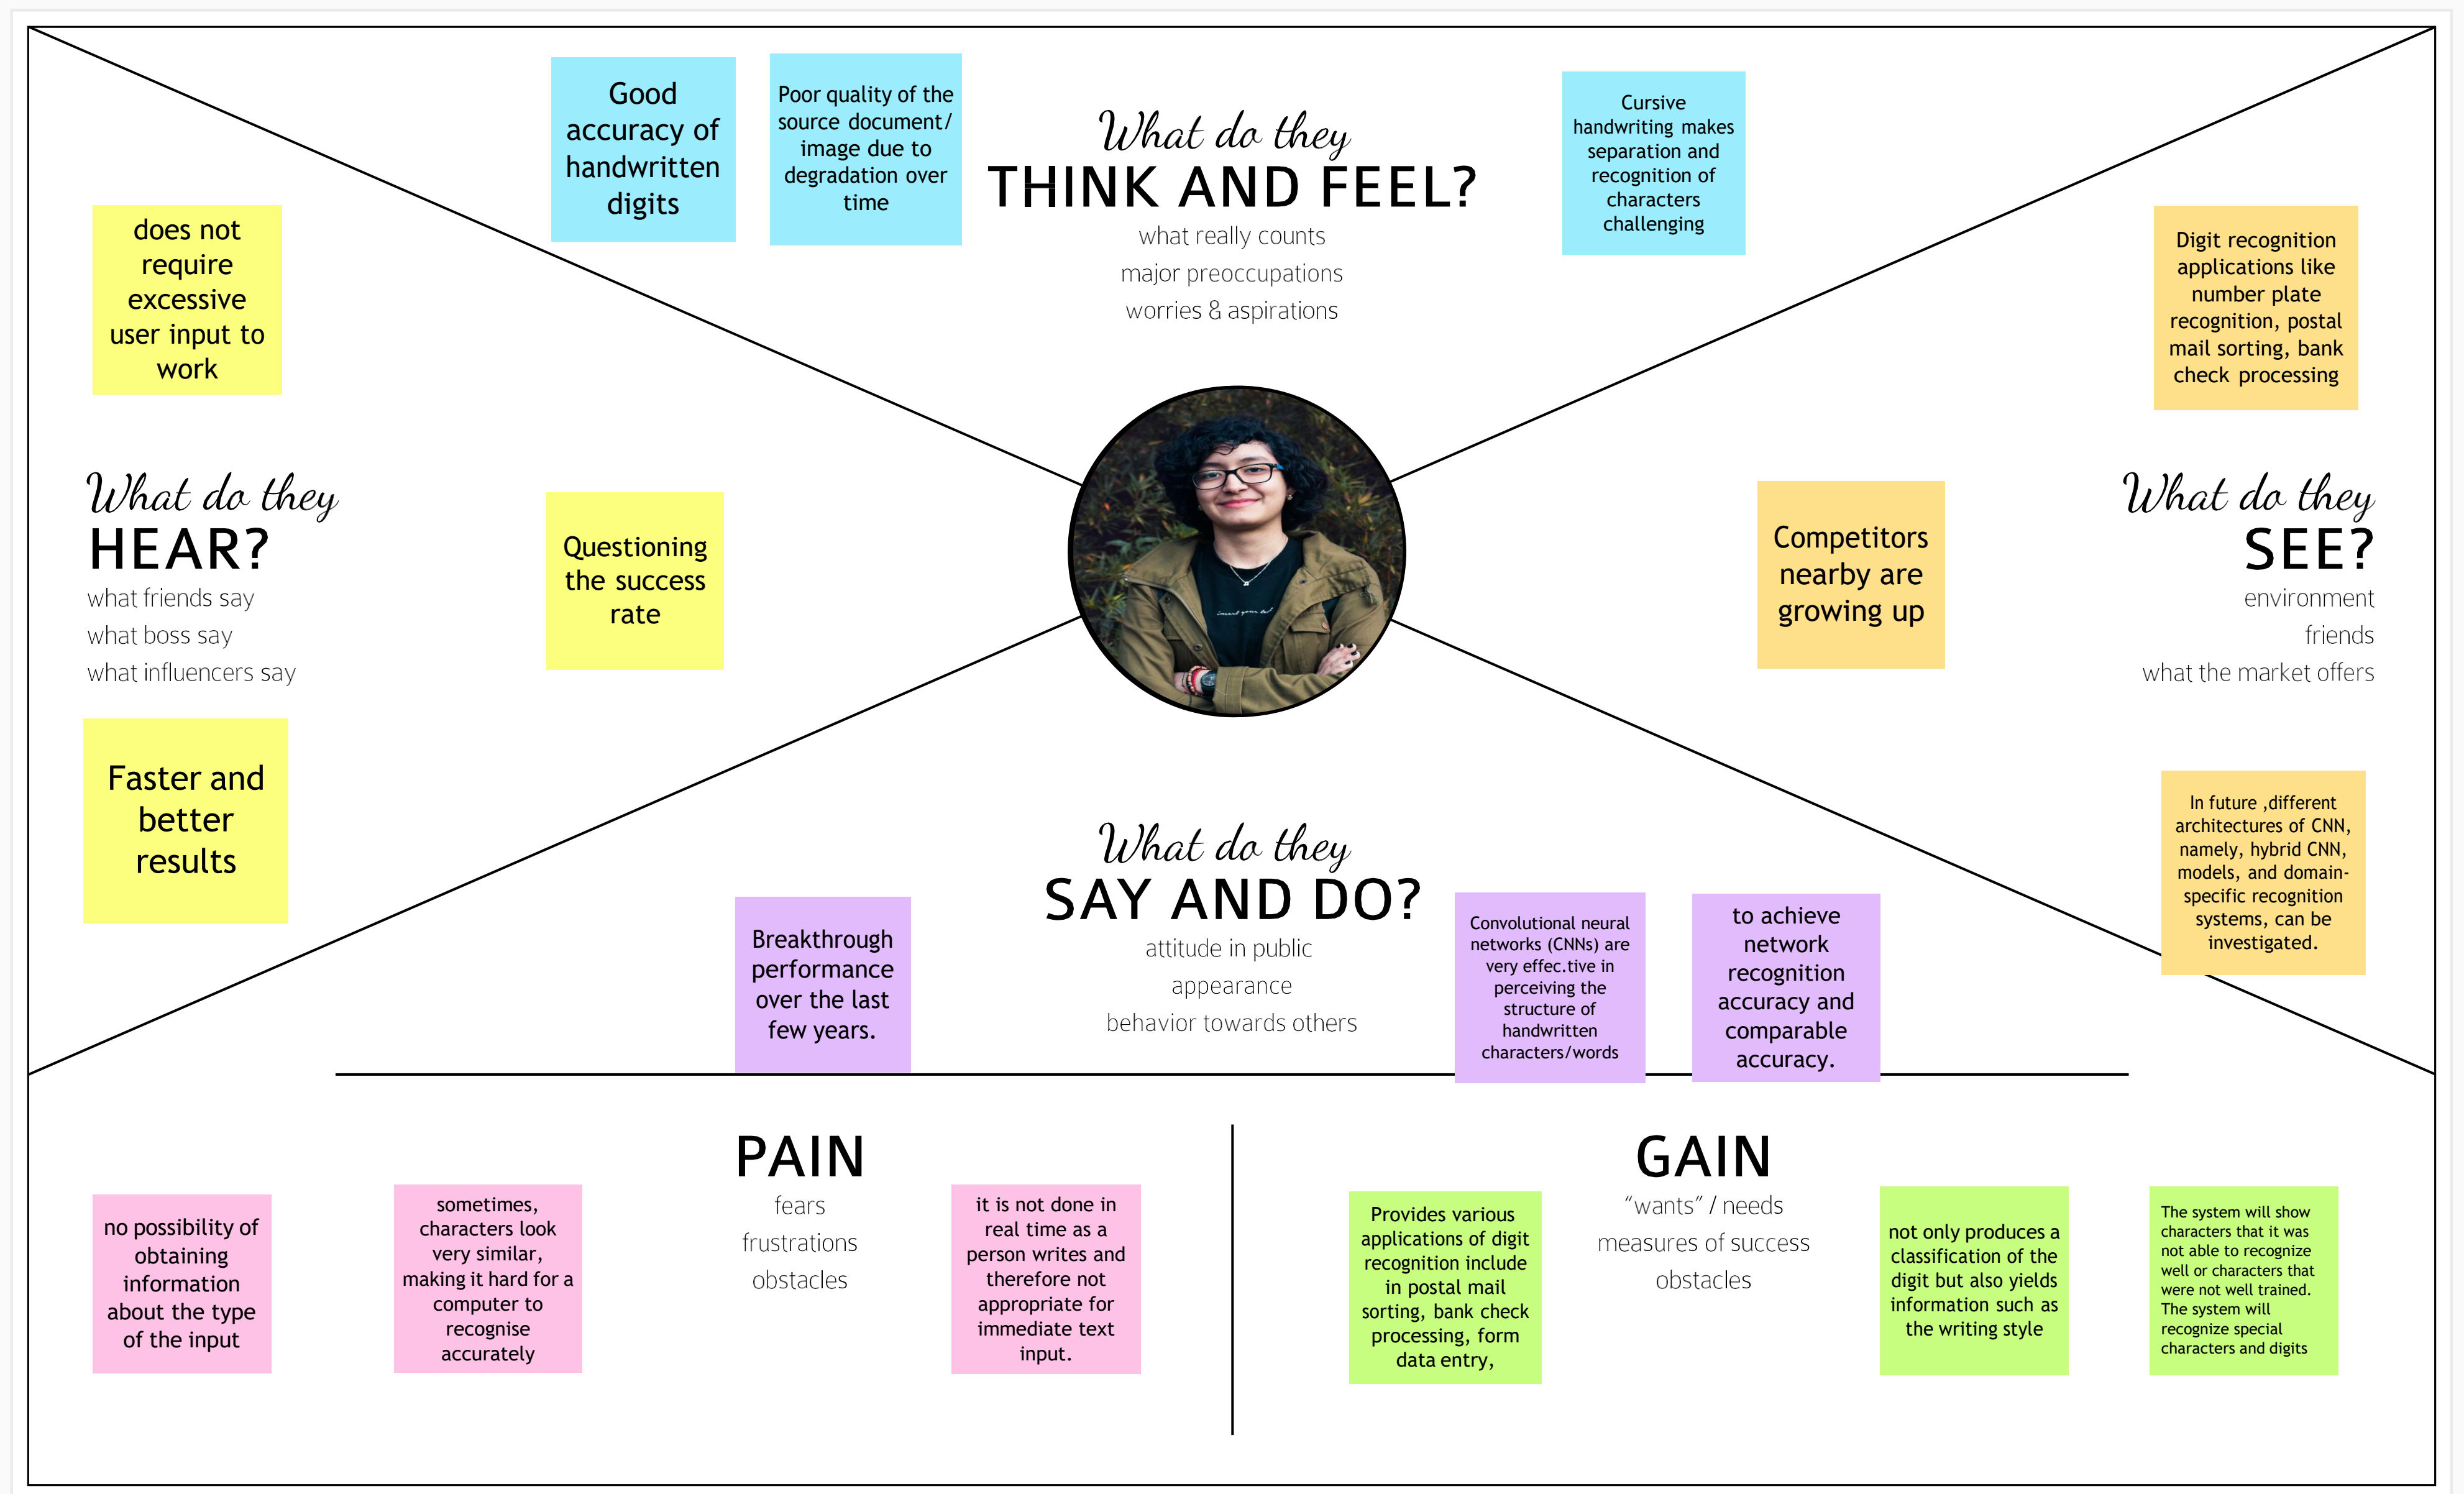 Good
accuracy of
handwritten
digits
Poor quality of the
source document/
image due to
degradation over
time
What do they
THINK AND FEEL?
what really counts
major preoccupations
worries & aspirations
Cursive
handwriting makes
separation and
recognition of
characters
challenging
does not
require
excessive
user input to
work
What do they
HEAR?
what friends say
what boss say
what influencers say
Questioning
the success
rate
Faster and
better
results
Digit recognition
applications like
number plate
recognition, postal
mail sorting, bank
check processing
Competitors
nearby are
growing up
What do they
SEE?
environment
friends
what the market offers
In future ,different
architectures of CNN,
namely, hybrid CNN,
models, and domain-
specific recognition
systems, can be
investigated.
What do they
SAY AND DO?
attitude in public
appearance
behavior towards others
Breakthrough
performance
over the last
few years.
Convolutional neural
networks (CNNs) are
very effec.tive in
perceiving the
structure of
handwritten
characters/words
to achieve
network
recognition
accuracy and
comparable
accuracy.
PAIN
fears
frustrations
obstacles
no possibility of
obtaining
information
about the type
of the input
sometimes,
characters look
very similar,
making it hard for a
computer to
recognise
accurately
it is not done in
real time as a
person writes and
therefore not
appropriate for
immediate text
input.
GAIN
“wants” / needs
measures of success
obstacles
Provides various
applications of digit
recognition include
in postal mail
sorting, bank check
processing, form
data entry,
not only produces a
classification of the
digit but also yields
information such as
the writing style
The system will show
characters that it was
not able to recognize
well or characters that
were not well trained.
The system will
recognize special
characters and digits